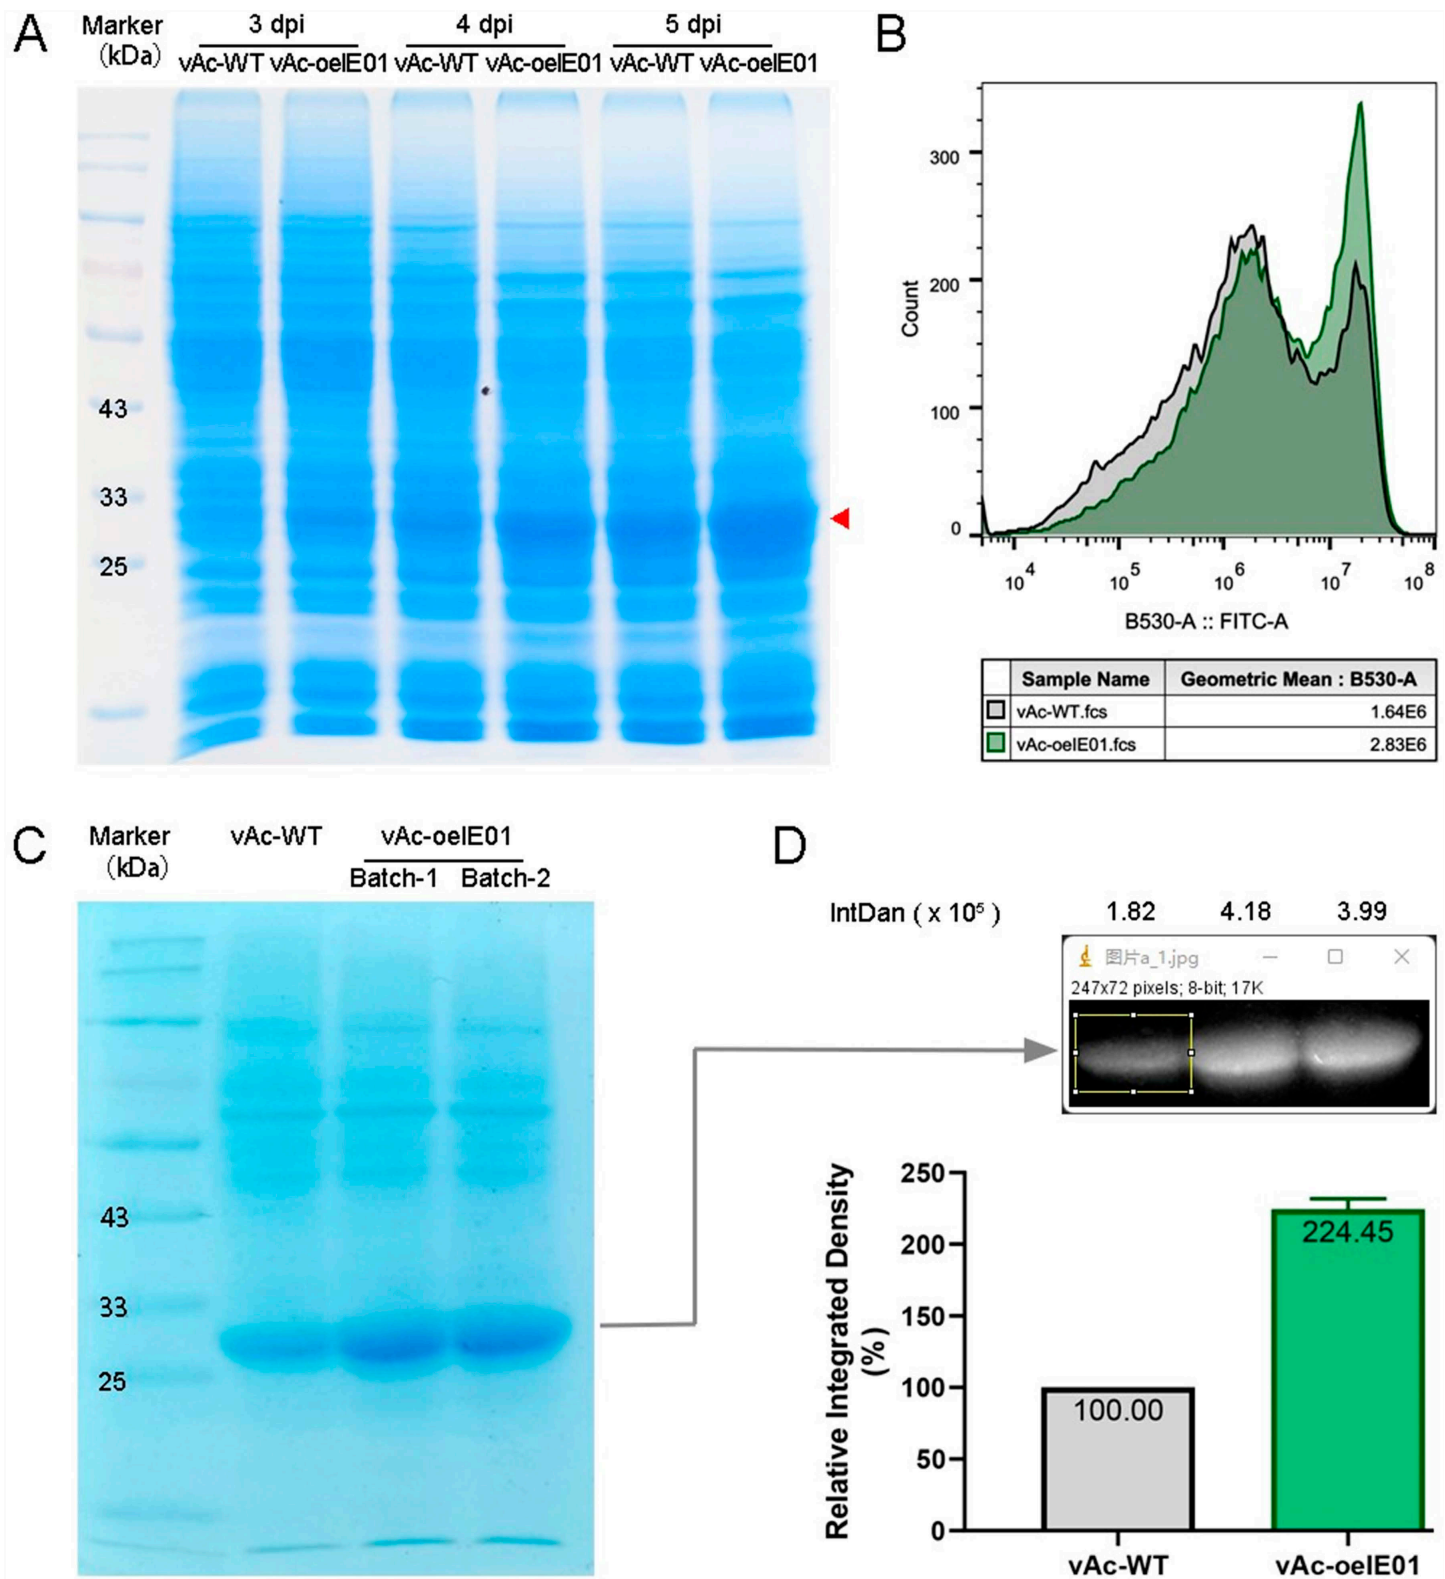 A
Marker
(kDa)
3 dpi
4 dpi
5 dpi
vAc-WT vAc-oeIE01 vAc-WT vAc-oeIE01 vAc-WT vAc-oeIE01
43
33
25
B
Count
300
200
100
0
10^4 10^5 10^6 10^7 10^8
B530-A :: FITC-A
Sample Name Geometric Mean : B530-A
vAc-WT.fcs 1.64E6
vAc-oeIE01.fcs 2.83E6
C
Marker
(kDa)
vAc-WT
vAc-oeIE01
Batch-1 Batch-2
43
33
25
D
IntDan ( x 10⁵ ) 1.82 4.18 3.99
图片a_1.jpg
247x72 pixels; 8-bit; 17K
Relative Integrated Density
(%)
250
200
150
100
50
0
100.00
224.45
vAc-WT vAc-oeIE01